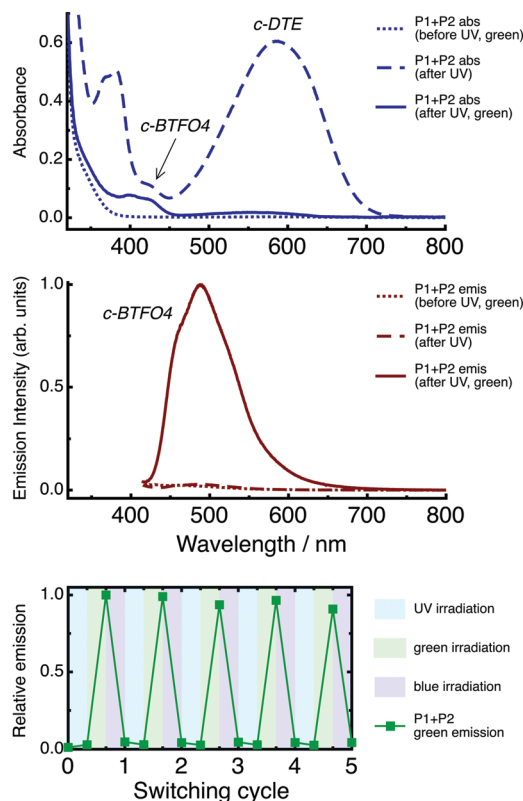 c-DTE
c-BTFO4
Absorbance
0.6
0.4
0.2
0.0
400 500 600 700 800
P1+P2 abs
(before UV, green)
P1+P2 abs
(after UV)
P1+P2 abs
(after UV, green)
c-BTFO4
Emission Intensity (arb. units)
1.0
0.5
0.0
400 500 600 700 800
Wavelength / nm
P1+P2 emis
(before UV, green)
P1+P2 emis
(after UV)
P1+P2 emis
(after UV, green)
Relative emission
1.0
0.5
0.0
0 1 2 3 4 5
Switching cycle
UV irradiation
green irradiation
blue irradiation
P1+P2
green emission